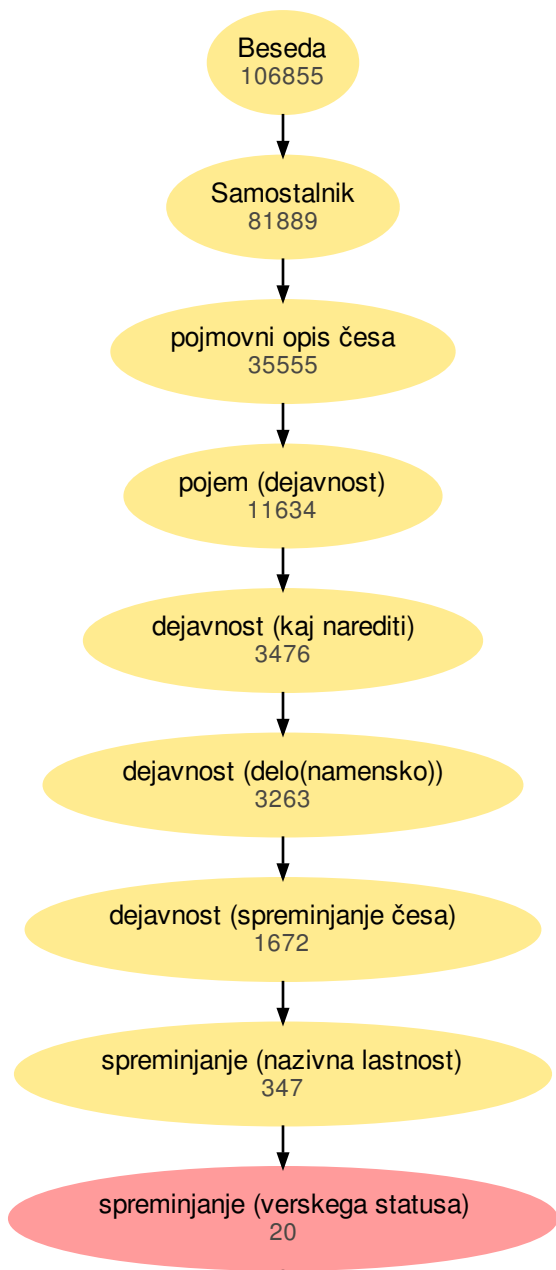 Beseda
106855
Samostalnik
81889
pojmovni opis česa
35555
pojem (dejavnost)
11634
dejavnost (kaj narediti)
3476
dejavnost (delo(namensko))
3263
dejavnost (spreminjanje česa)
1672
spreminjanje (nazivna lastnost)
347
spreminjanje (verskega statusa)
20